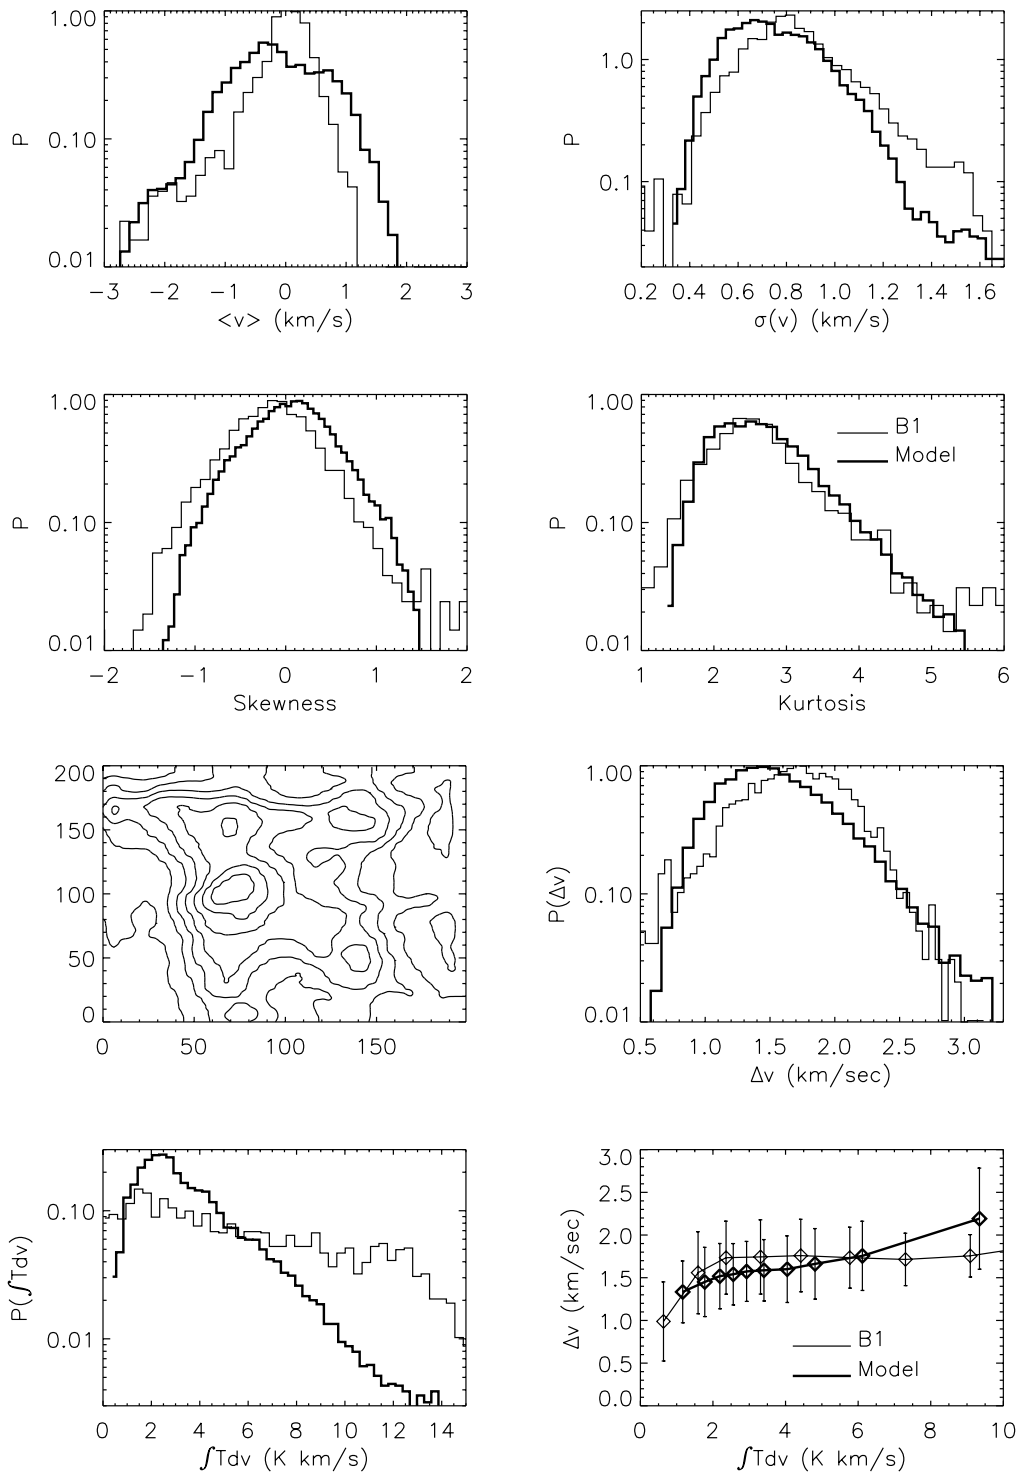 P
1.00
0.10
0.01
−3 −2 −1 0 1 2 3
<v> (km/s)
P
1.0
0.1
0.2 0.4 0.6 0.8 1.0 1.2 1.4 1.6
σ(v) (km/s)
P
1.00
0.10
0.01
−2 −1 0 1 2
Skewness
P
1.00
0.10
0.01
B1
Model
1 2 3 4 5 6
Kurtosis
200
150
100
50
0
0 50 100 150
P(Δv)
1.00
0.10
0.01
0.5 1.0 1.5 2.0 2.5 3.0
Δv (km/sec)
P(∫Tdv)
0.10
0.01
0 2 4 6 8 10 12 14
∫Tdv (K km/s)
Δv (km/sec)
3.0
2.5
2.0
1.5
1.0
0.5
0.0
B1
Model
0 2 4 6 8 10
∫Tdv (K km/s)